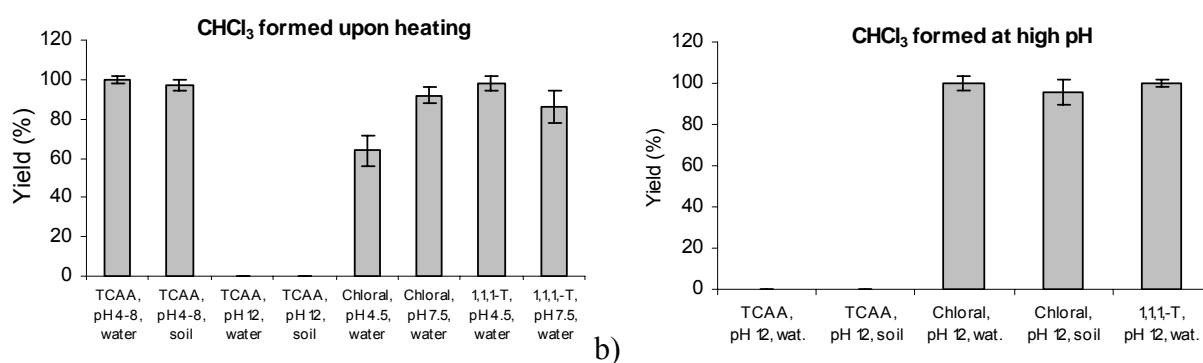 CHCl₃ formed upon heating
Yield (%)
120
100
80
60
40
20
0
TCAA, pH 4-8, water
TCAA, pH 4-8, soil
TCAA, pH 12, water
TCAA, pH 12, soil
Chloral, pH 4.5, water
Chloral, pH 7.5, water
1,1,1-T, pH 4.5, water
1,1,1,-T, pH 7.5, water
b)
CHCl₃ formed at high pH
Yield (%)
120
100
80
60
40
20
0
TCAA, pH 12, wat.
TCAA, pH 12, soil
Chloral, pH 12, wat.
Chloral, pH 12, soil
1,1,1-T, pH 12, wat.